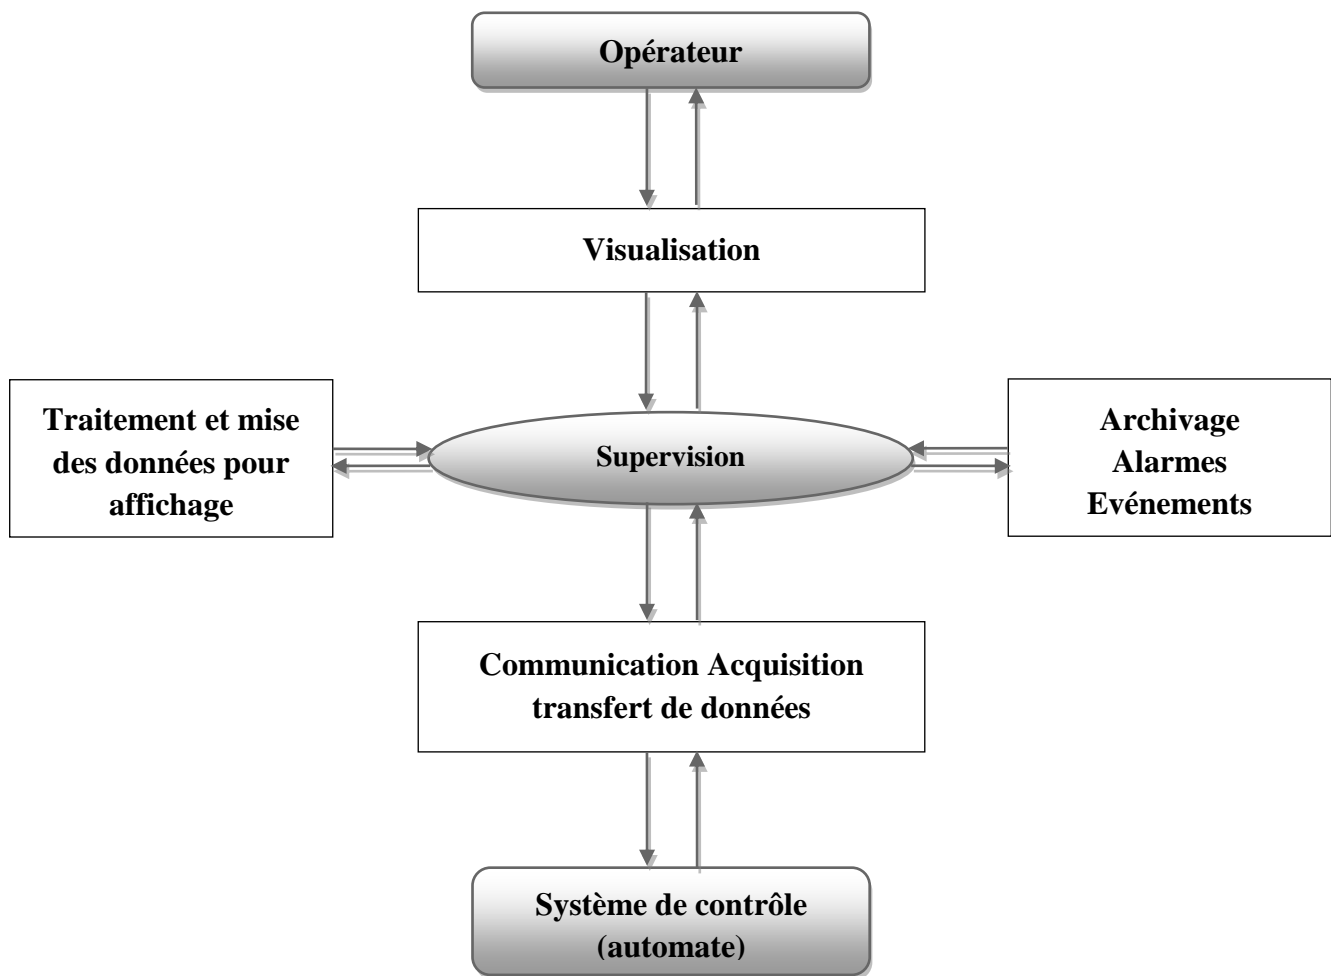 Opérateur
Visualisation
Traitement et mise
des données pour
affichage
Supervision
Archivage
Alarmes
Evénements
Communication Acquisition
transfert de données
Système de contrôle
(automate)